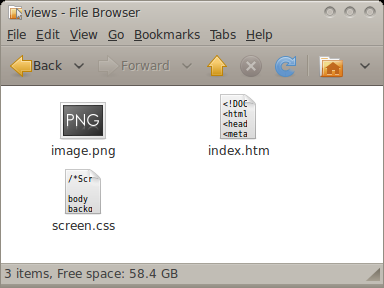 views - File Browser
File Edit View Go Bookmarks Tabs Help
Back Forward
PNG
image.png
<!DOC
<html
<head
<meta
index.htm
/*Scr
body
backg
screen.css
3 items, Free space: 58.4 GB